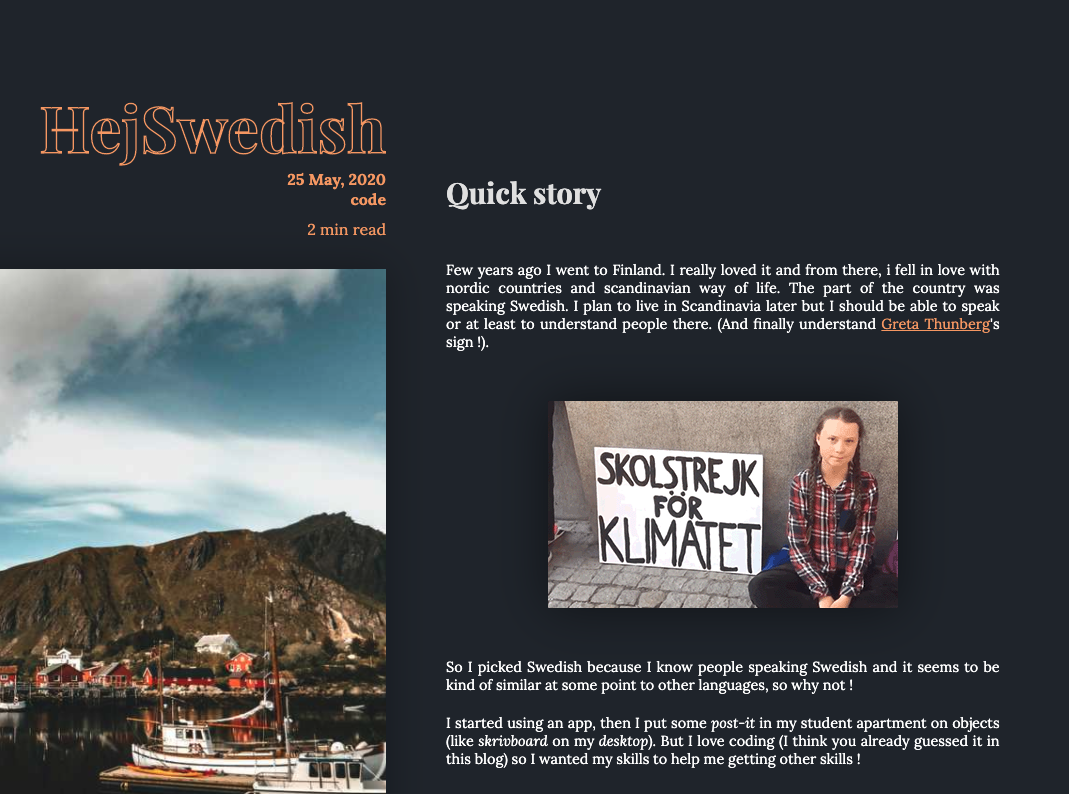 HejSwedish
25 May, 2020
code
2 min read
Quick story
Few years ago I went to Finland. I really loved it and from there, i fell in love with
nordic countries and scandinavian way of life. The part of the country was
speaking Swedish. I plan to live in Scandinavia later but I should be able to speak
or at least to understand people there. (And finally understand Greta Thunberg's
sign !).
SKOLSTREJK
FÖR
KLIMATET
So I picked Swedish because I know people speaking Swedish and it seems to be
kind of similar at some point to other languages, so why not !
I started using an app, then I put some post-it in my student apartment on objects
(like skrivboard on my desktop). But I love coding (I think you already guessed it in
this blog) so I wanted my skills to help me getting other skills !